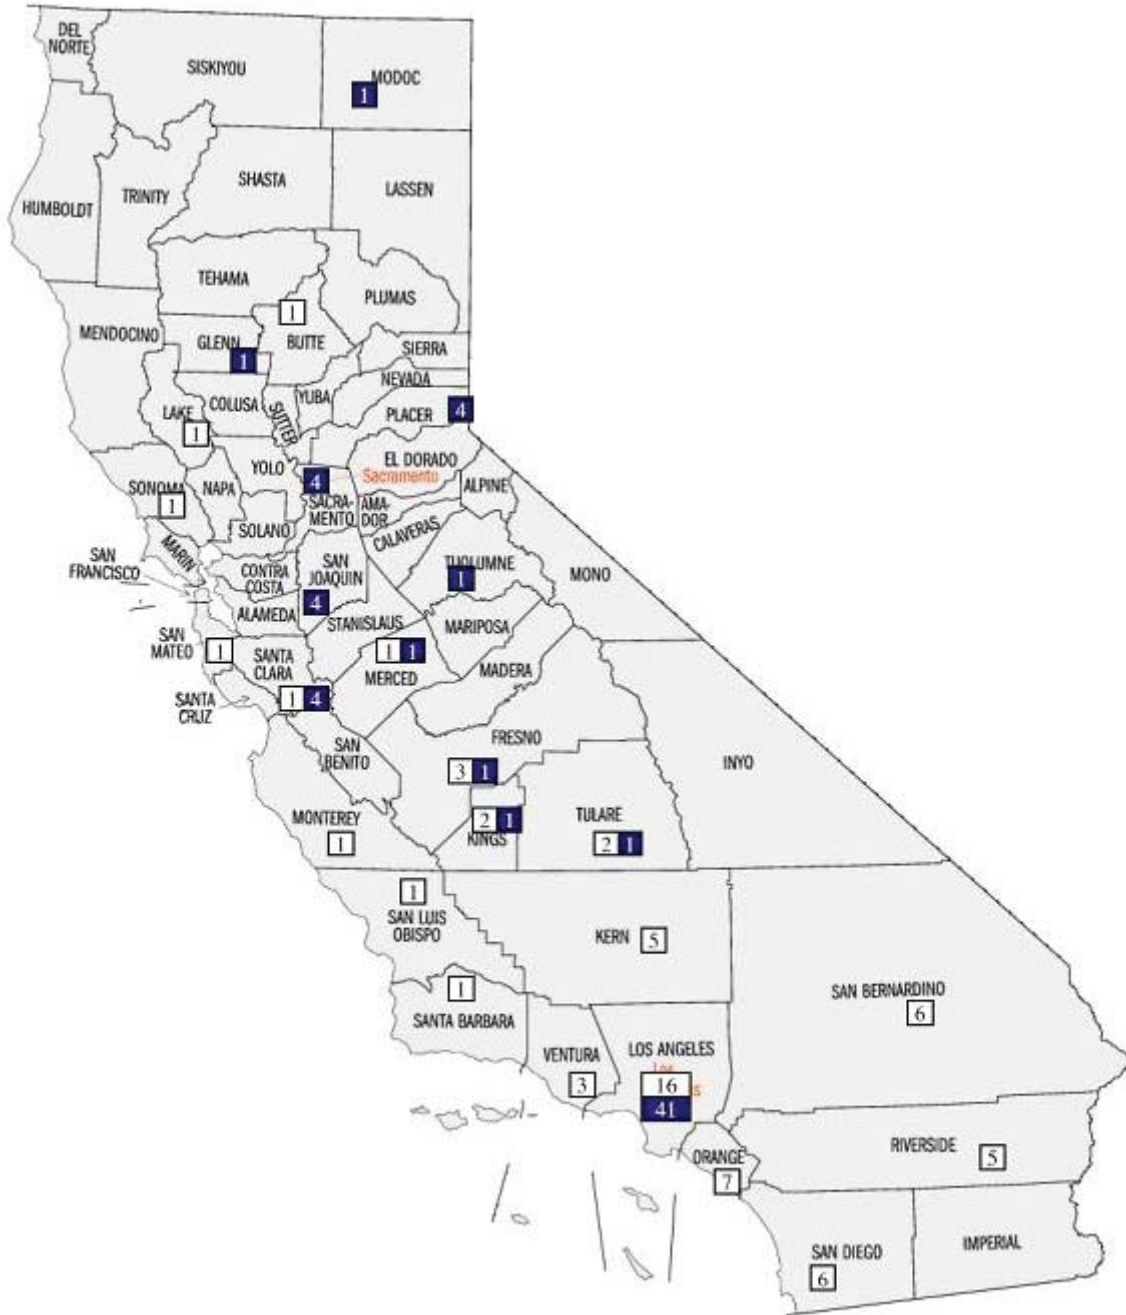 DEL
NORTE
SISKIYOU
MODOC
1
HUMBOLDT
TRINITY
SHASTA
LASSEN
TEHAMA
PLUMAS
1
MENDOCINO
GLENN
1
BUTTE
SIERRA
NEVADA
YUBA
COLUSA
SUTTER
LAKE
1
PLACER
4
YOLO
EL DORADO
Sacramento
4
SACRA-
MENTO
AMA-
DOR
ALPINE
SONOMA
1
NAPA
SOLANO
CALAVERAS
MARIN
SAN
FRANCISCO
CONTRA
COSTA
SAN
JOAQUIN
4
TUOLUMNE
1
MONO
ALAMEDA
STANISLAUS
MARIPOSA
SAN
MATEO
1
SANTA
CLARA
1 4
1 1
MERCED
MADERA
SANTA
CRUZ
SAN
BENITO
FRESNO
3 1
INYO
MONTEREY
1
2 1
KINGS
TULARE
2 1
1
SAN LUIS
OBISPO
KERN 5
1
SANTA BARBARA
SAN BERNARDINO
6
VENTURA
3
LOS ANGELES
Los
16
s
41
RIVERSIDE
5
ORANGE
7
SAN DIEGO
6
IMPERIAL